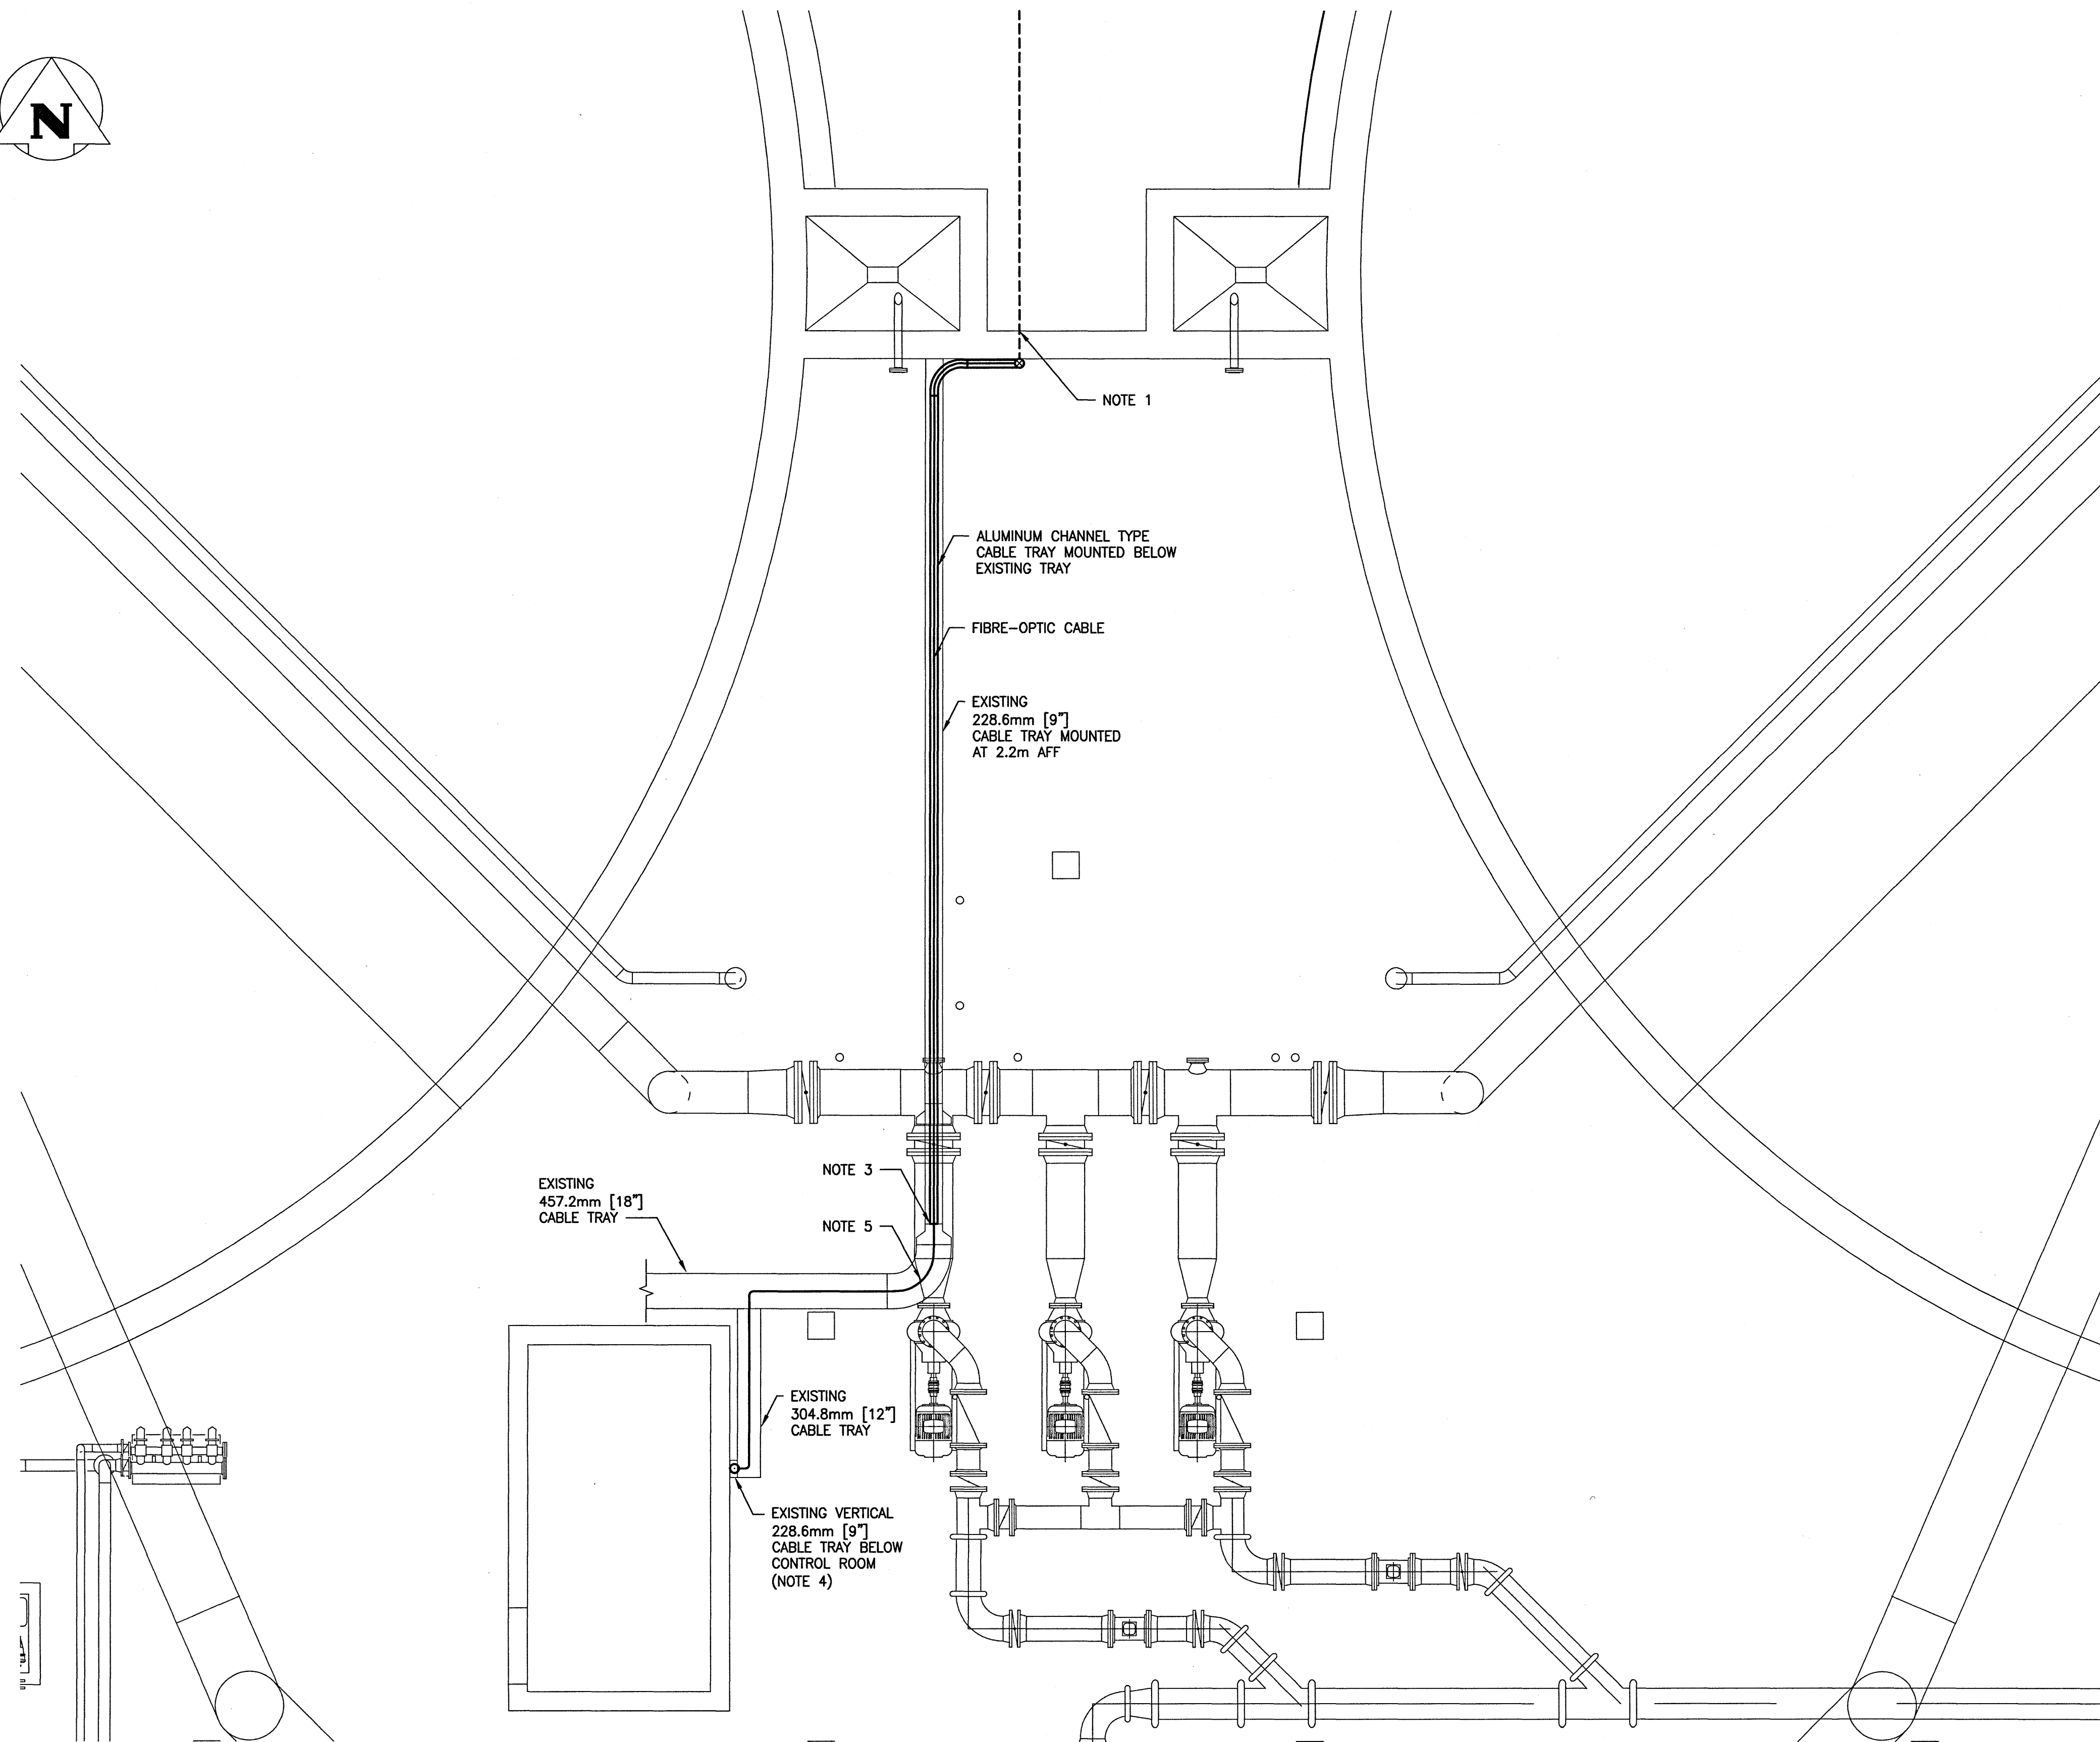 N
NOTE 1
ALUMINUM CHANNEL TYPE
CABLE TRAY MOUNTED BELOW
EXISTING TRAY
FIBRE-OPTIC CABLE
EXISTING
228.6mm [9"]
CABLE TRAY MOUNTED
AT 2.2m AFF
NOTE 3
EXISTING
457.2mm [18"]
CABLE TRAY
NOTE 5
EXISTING
304.8mm [12"]
CABLE TRAY
EXISTING VERTICAL
228.6mm [9"]
CABLE TRAY BELOW
CONTROL ROOM
(NOTE 4)